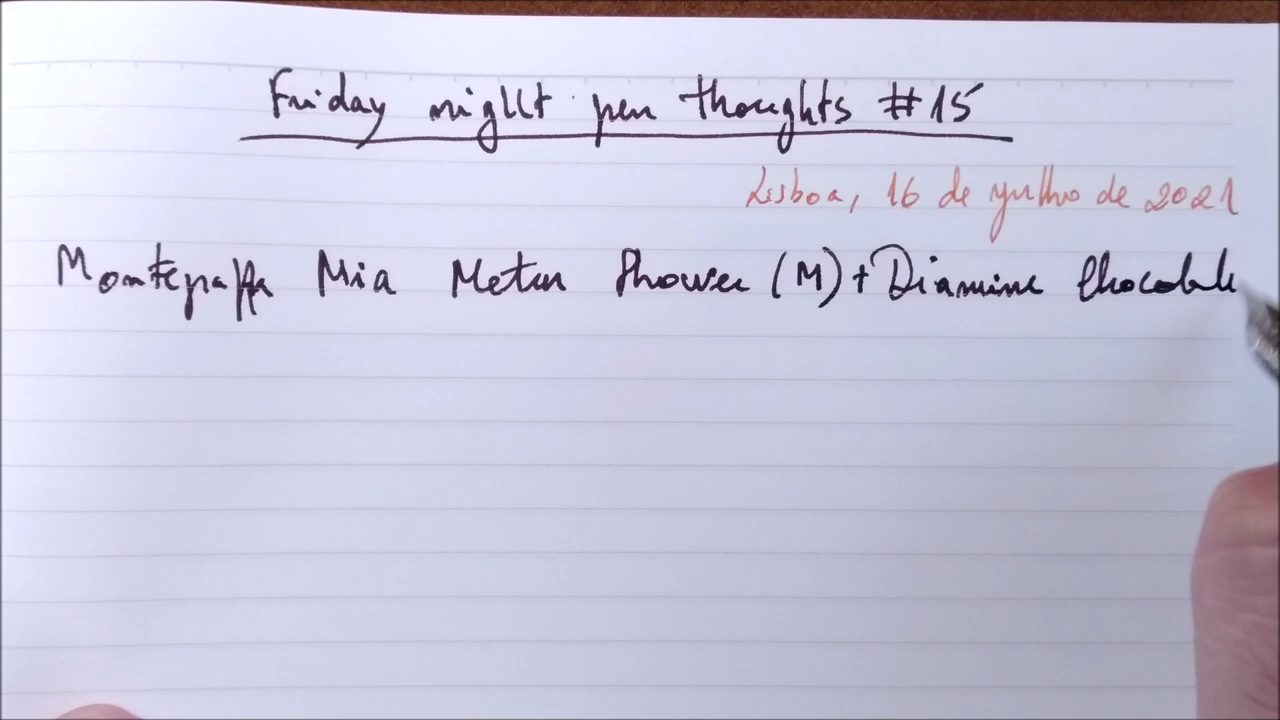 Friday night pen thoughts #15
Lisboa, 16 de julho de 2021
Montegrappa Mia Meteor Shower (M) + Diamine Chocolate